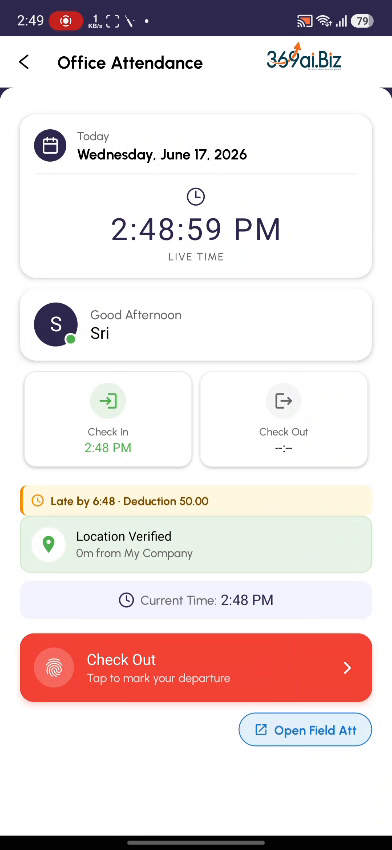 2:49
1
KB/s
79
Office Attendance
369ai.Biz
Today
Wednesday, June 17, 2026
2:48:59 PM
LIVE TIME
S
Good Afternoon
Sri
Check In
2:48 PM
Check Out
--:--
Late by 6:48 · Deduction 50.00
Location Verified
0m from My Company
Current Time: 2:48 PM
Check Out
Tap to mark your departure
Open Field Att